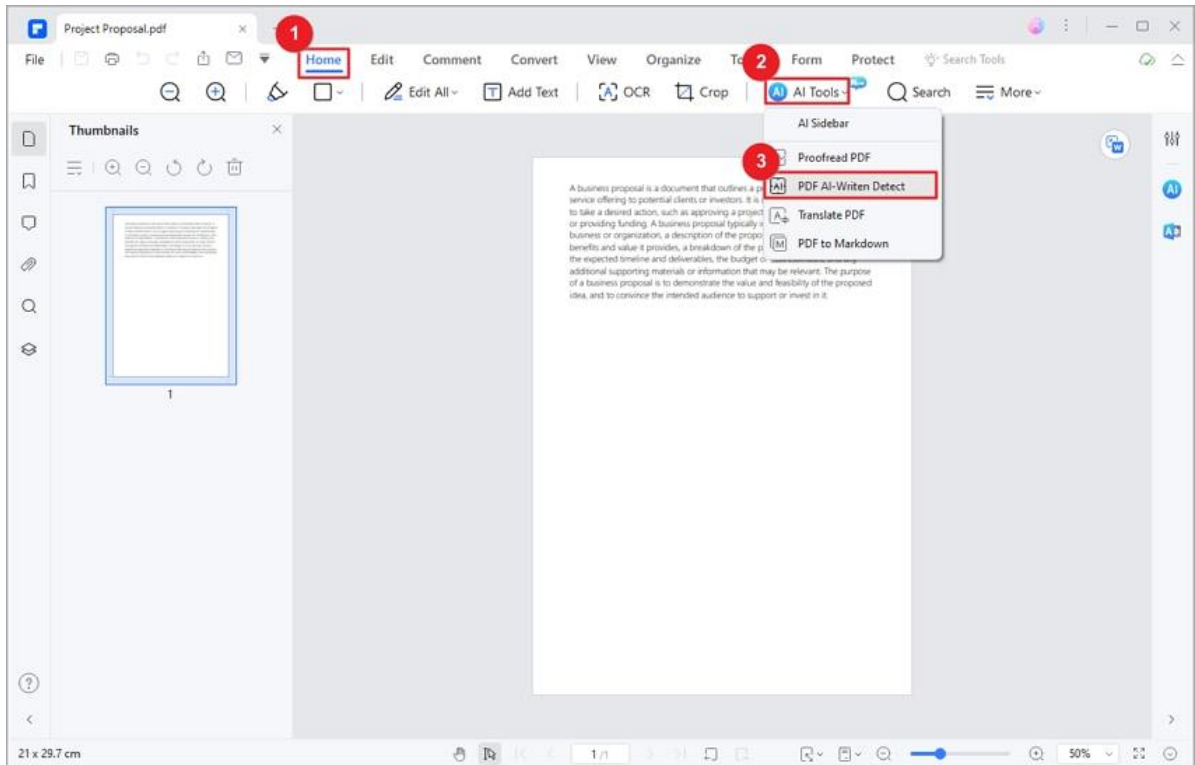 Project Proposal.pdf
1
File
Home Edit Comment Convert View Organize Form Protect Search Tools
2
Edit All Add Text OCR Crop AI AI Tools Search More
Thumbnails
AI Sidebar
3
Proofread PDF
AI PDF AI-Writen Detect
Translate PDF
PDF to Markdown
A business proposal is a document that outlines a
service offering to potential clients or investors. It is
to take a desired action, such as approving a project
or providing funding. A business proposal typically
business or organization, a description of the
benefits and value it provides, a breakdown of the
the expected timeline and deliverables, the budget
additional supporting materials or information that may be relevant. The purpose
of a business proposal is to demonstrate the value and feasibility of the proposed
idea, and to convince the intended audience to support or invest in it.
1
21 x 29.7 cm
1 /1
50%